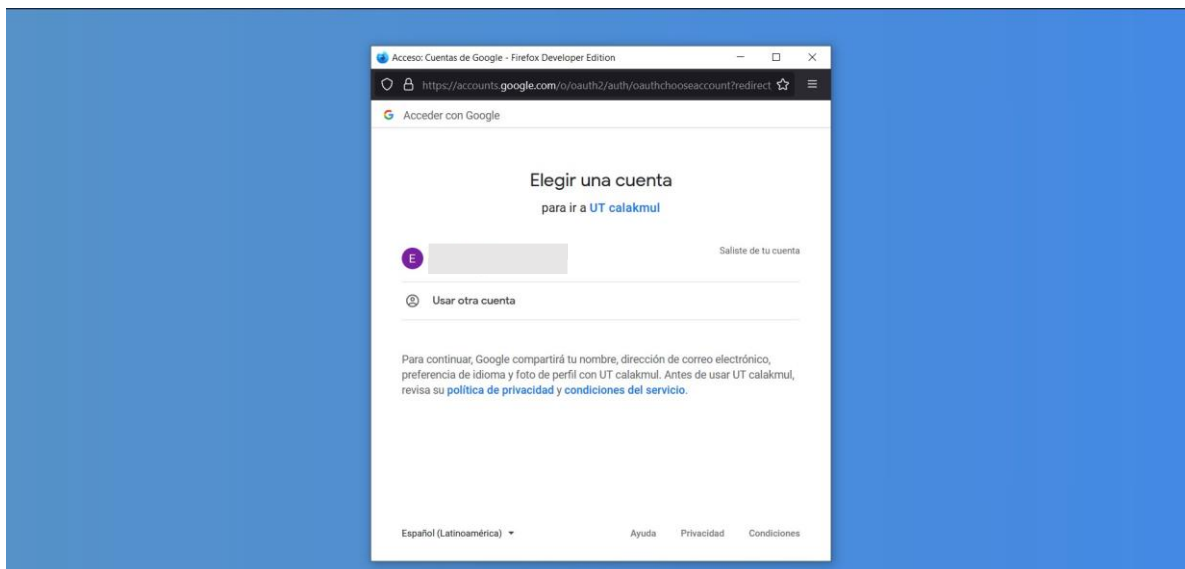 Acceso: Cuentas de Google - Firefox Developer Edition
https://accounts.google.com/o/oauth2/auth/oauthchooseaccount?redirect
Acceder con Google
Elegir una cuenta
para ir a UT calakmul
E
Saliste de tu cuenta
Usar otra cuenta
Para continuar, Google compartirá tu nombre, dirección de correo electrónico,
preferencia de idioma y foto de perfil con UT calakmul. Antes de usar UT calakmul,
revisa su política de privacidad y condiciones del servicio.
Español (Latinoamérica) Ayuda Privacidad Condiciones